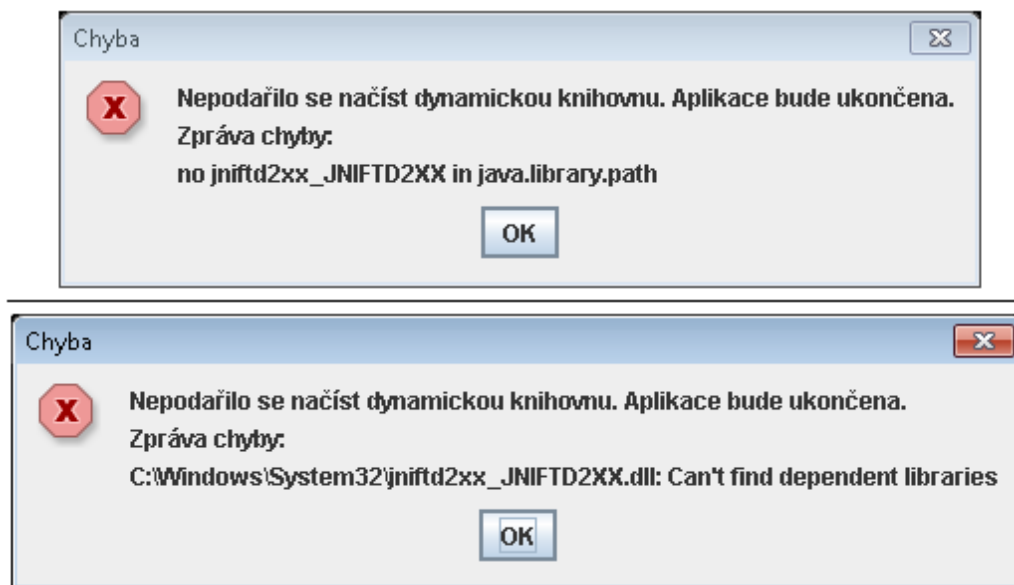 Chyba
Nepodařilo se načíst dynamickou knihovnu. Aplikace bude ukončena.
Zpráva chyby:
no jniftd2xx_JNIFTD2XX in java.library.path
OK
Chyba
Nepodařilo se načíst dynamickou knihovnu. Aplikace bude ukončena.
Zpráva chyby:
C:\Windows\System32\jniftd2xx_JNIFTD2XX.dll: Can't find dependent libraries
OK